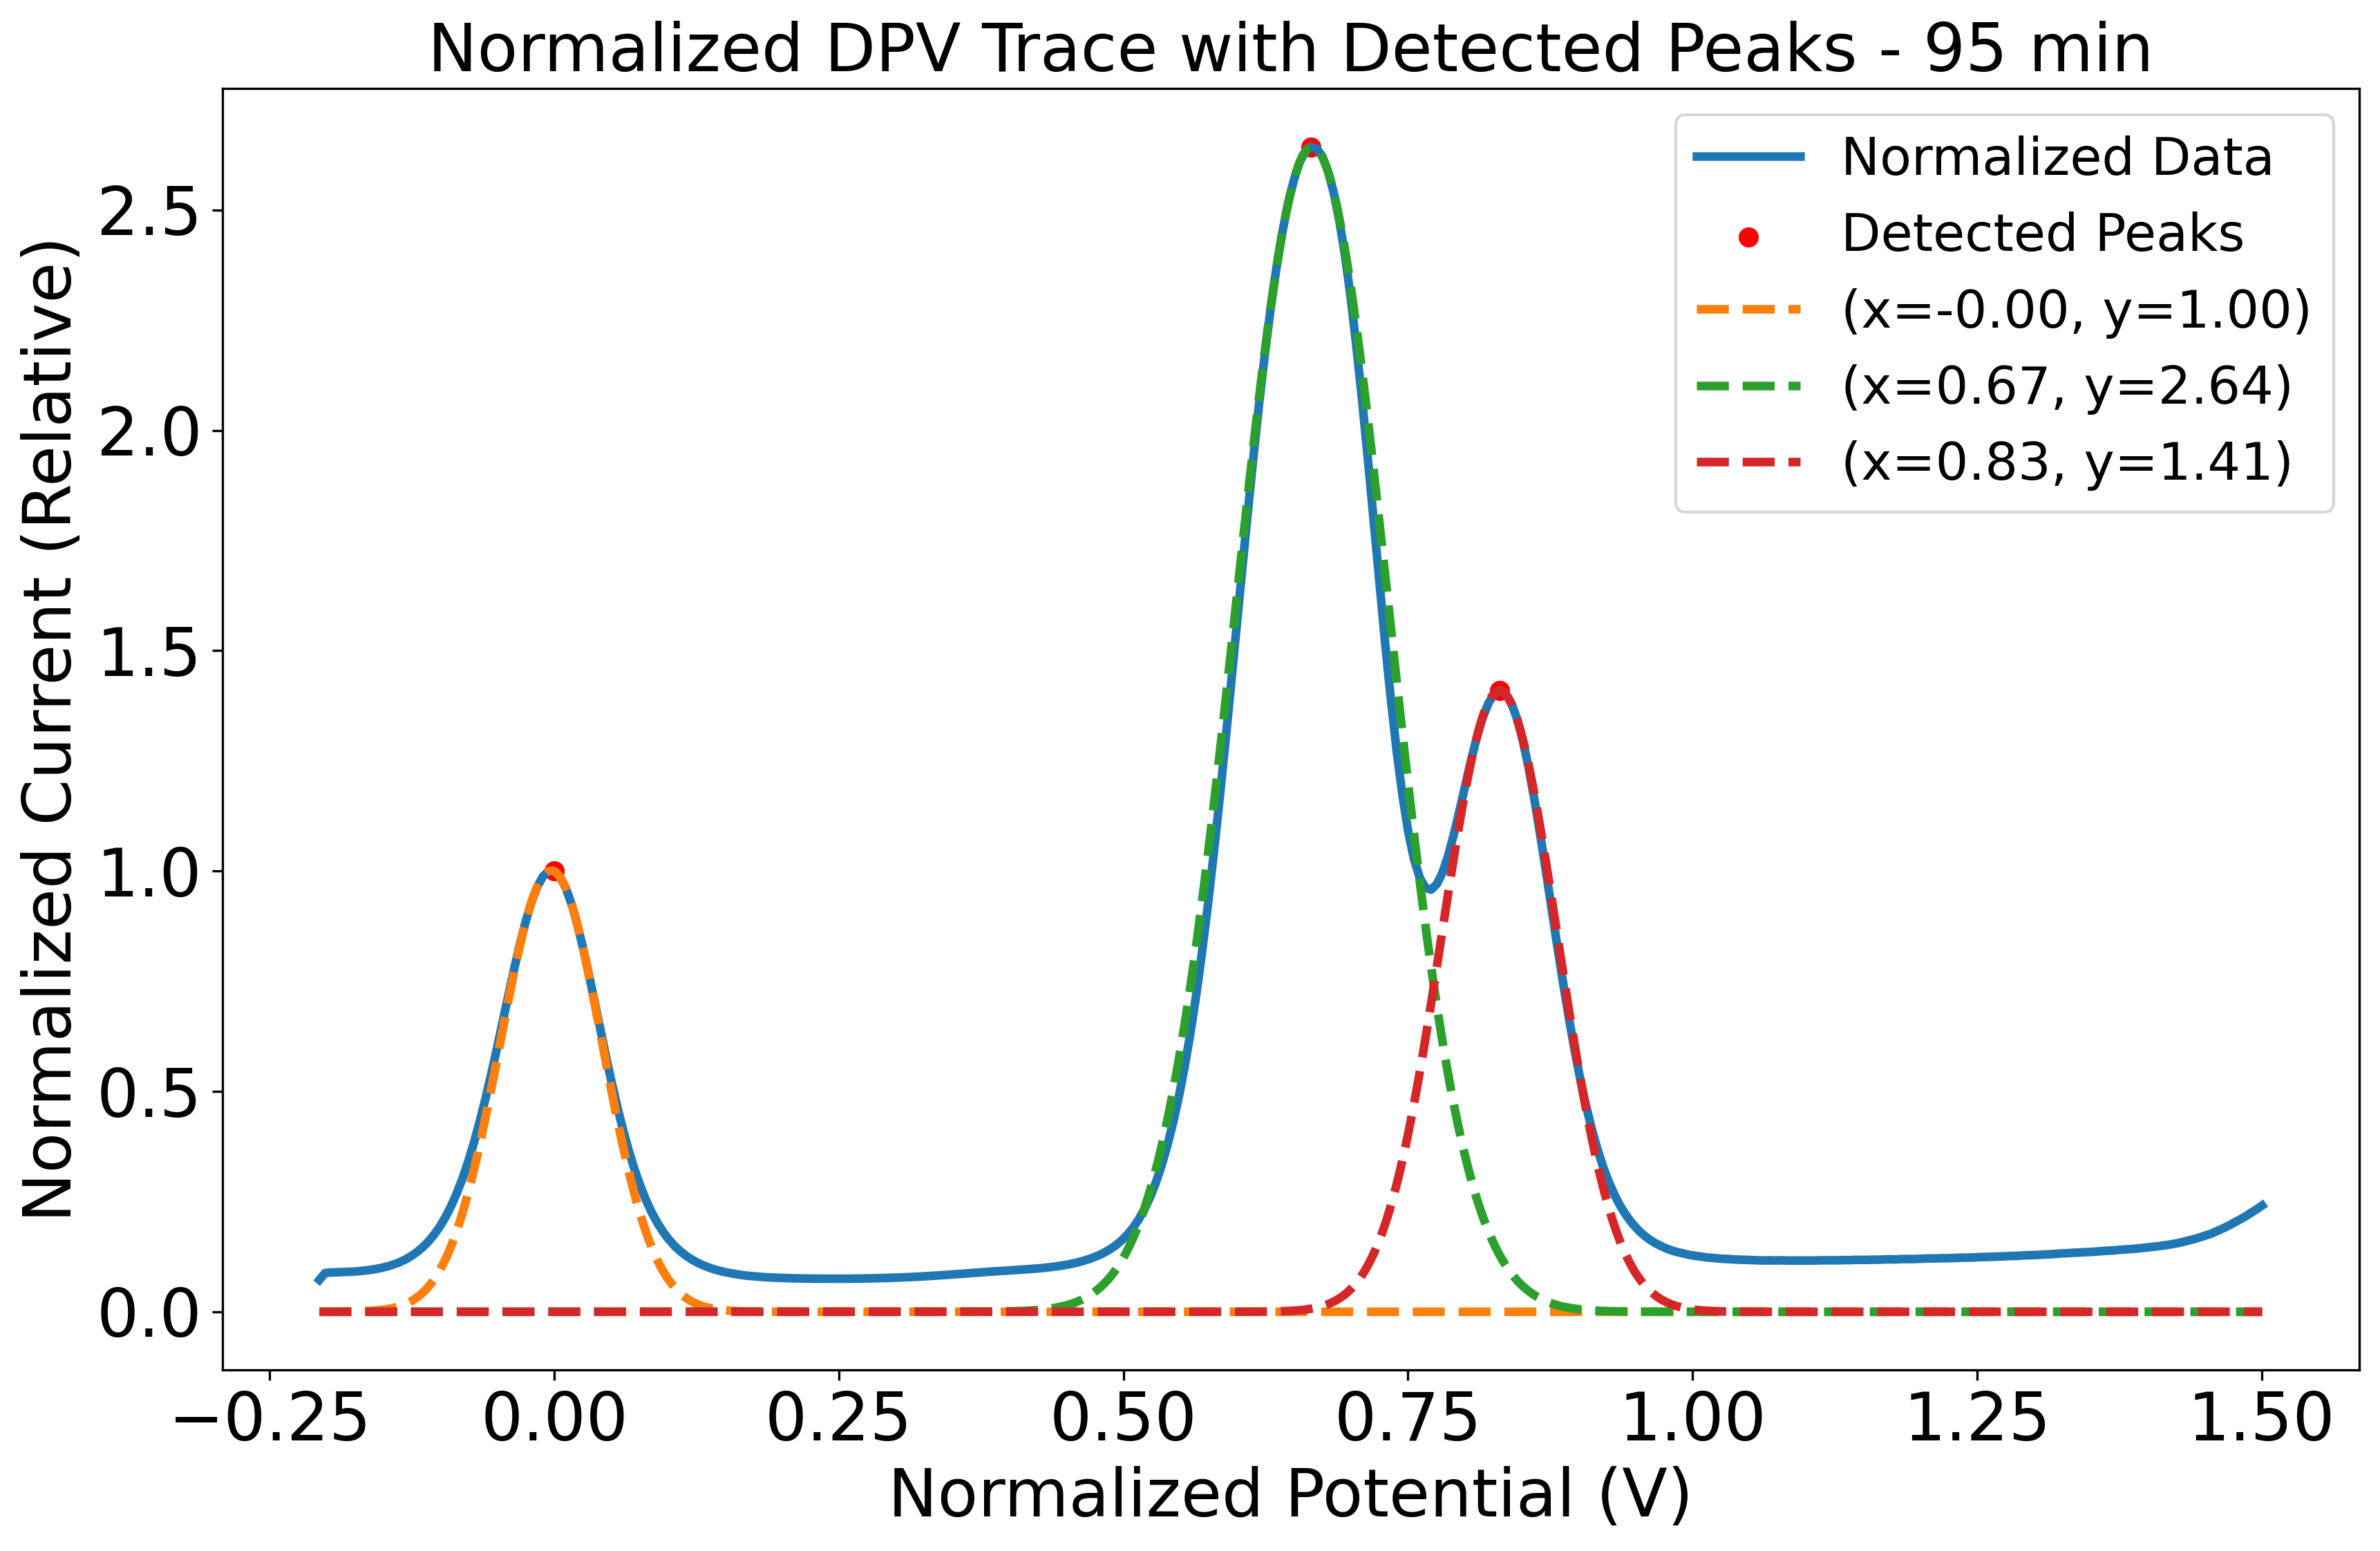 Normalized DPV Trace with Detected Peaks - 95 min
Normalized Current (Relative)
2.5
2.0
1.5
1.0
0.5
0.0
Normalized Data
Detected Peaks
(x=-0.00, y=1.00)
(x=0.67, y=2.64)
(x=0.83, y=1.41)
−0.25 0.00 0.25 0.50 0.75 1.00 1.25 1.50
Normalized Potential (V)